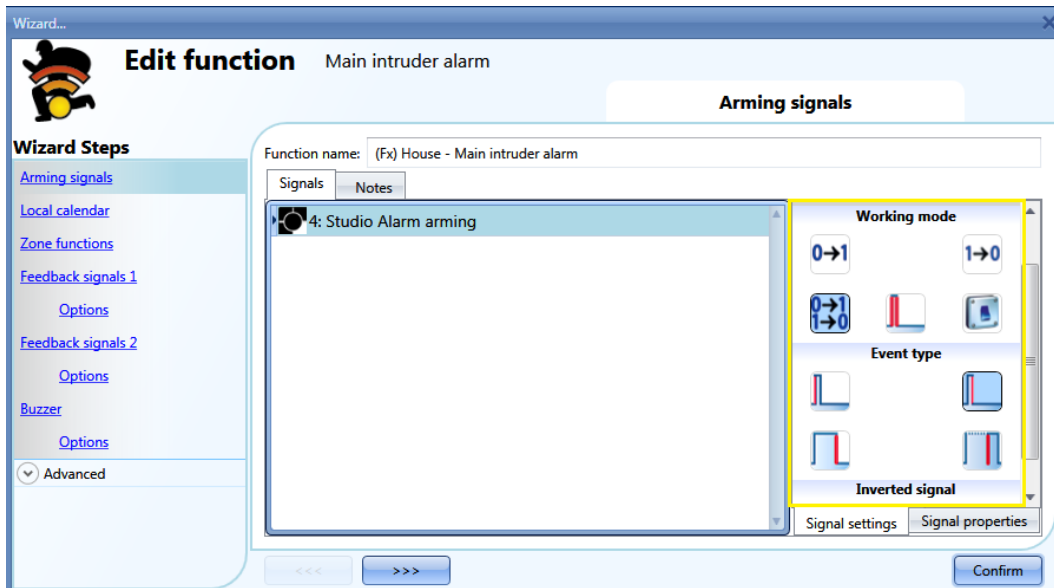 Wizard...
Edit function Main intruder alarm
Arming signals
Wizard Steps
Arming signals
Local calendar
Zone functions
Feedback signals 1
Options
Feedback signals 2
Options
Buzzer
Options
Advanced
Function name: (Fx) House - Main intruder alarm
Signals Notes
4: Studio Alarm arming
Working mode
0→1 1→0
0→1
1→0
Event type
Inverted signal
Signal settings Signal properties
<<< >>> Confirm